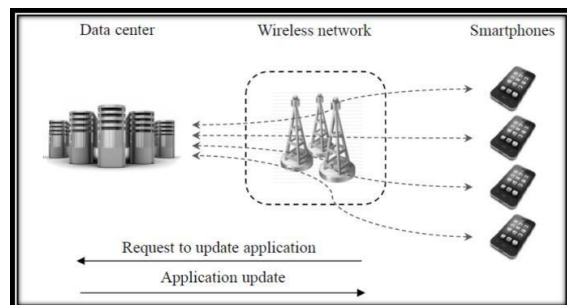 Data center
Wireless network
Smartphones
Request to update application
Application update